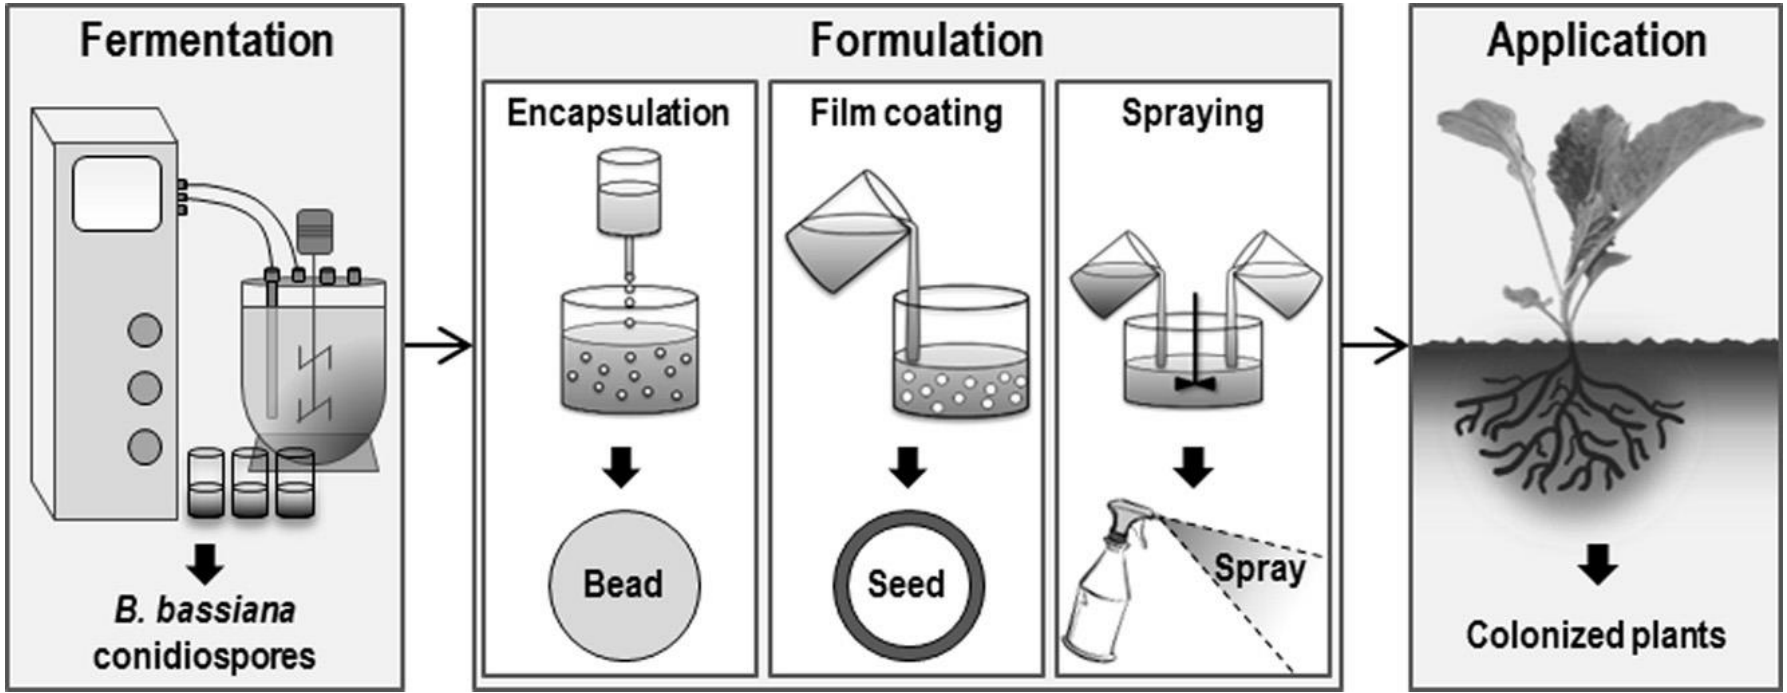 Fermentation
B. bassiana
conidiospores
Formulation
Encapsulation
Bead
Film coating
Seed
Spraying
Spray
Application
Colonized plants